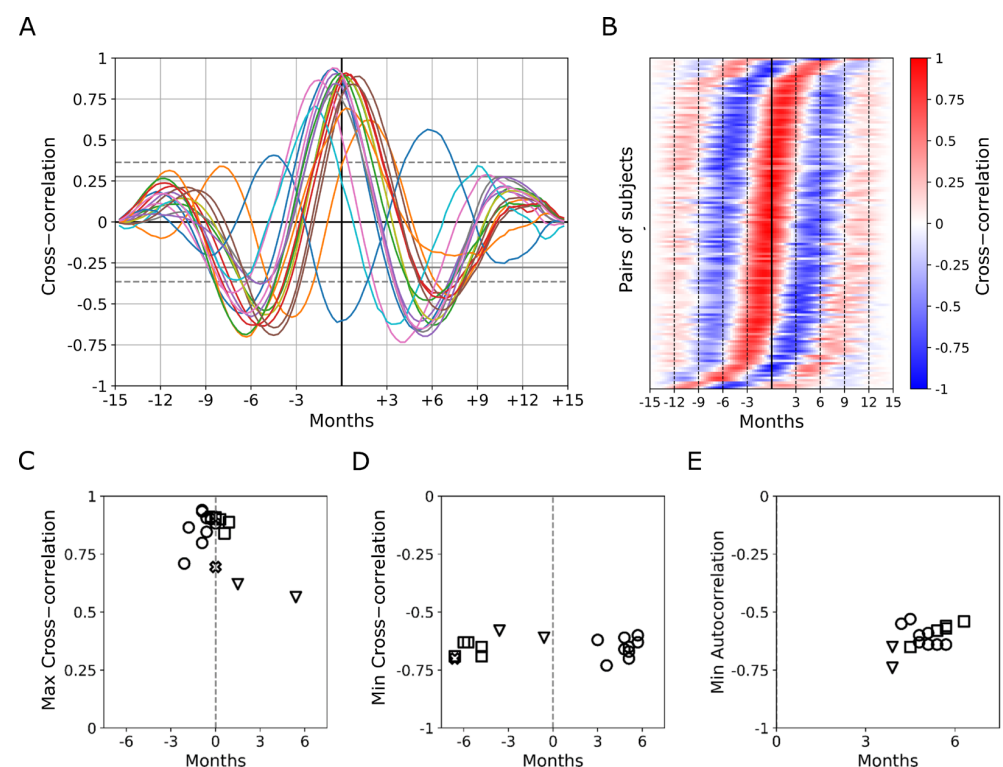 A
B
1
0.75
0.5
0.25
0
-0.25
-0.5
-0.75
-1
Cross−correlation
-15 -12 -9 -6 -3 +3 +6 +9 +12 +15
Months
Pairs of subjects
-15 -12 -9 -6 -3 3 6 9 12 15
Months
1
0.75
0.50
0.25
0
-0.25
-0.5
-0.75
-1
Cross−correlation
C
D
E
1
0.75
0.5
0.25
0
Max Cross−correlation
-6 -3 0 3 6
Months
0
-0.25
-0.5
-0.75
-1
Min Cross−correlation
-6 -3 0 3 6
Months
0
-0.25
-0.5
-0.75
-1
Min Autocorrelation
0 3 6
Months